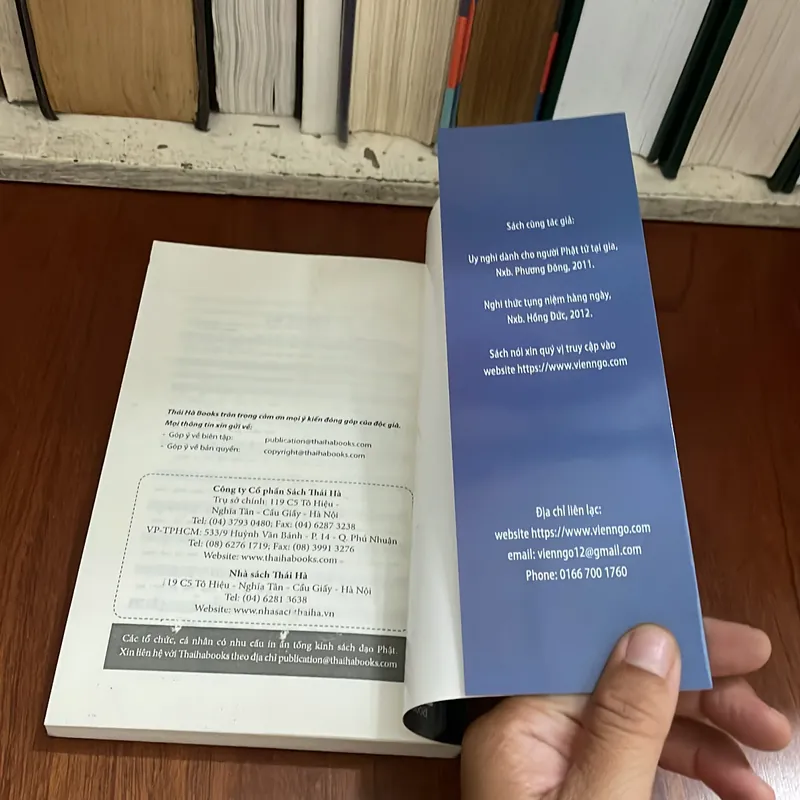 Thái Hà Books trân trọng cảm ơn mọi ý kiến đóng góp của độc giả.
Mọi thông tin xin gửi về:
- Góp ý về biên tập: publication@thaihabooks.com
- Góp ý về bản quyền: copyright@thaihabooks.com
Công ty Cổ phần Sách Thái Hà
Trụ sở chính: 119 C5 Tô Hiệu -
Nghĩa Tân - Cầu Giấy - Hà Nội
Tel: (04) 3793 0480; Fax: (04) 6287 3238
VP-TPHCM: 533/9 Huỳnh Văn Bánh - P. 14 - Q. Phú Nhuận
Tel: (08) 6276 1719; Fax: (08) 3991 3276
Website: www.thaihabooks.com
Nhà sách Thái Hà
119 C5 Tô Hiệu - Nghĩa Tân - Cầu Giấy - Hà Nội
Tel: (04) 6281 3638
Website: www.nhasachthaiha.vn
Các tổ chức, cá nhân có nhu cầu in ấn tống kinh sách đạo Phật.
Xin liên hệ với Thaihabooks theo địa chỉ publication@thaihabooks.com
Sách cùng tác giả:
Uy nghi dành cho người Phật tử tại gia,
Nxb. Phương Đông, 2011.
Nghi thức tụng niệm hàng ngày,
Nxb. Hồng Đức, 2012.
Sách nói xin quý vị truy cập vào
website https://www.vienngo.com
Địa chỉ liên lạc:
website https://www.vienngo.com
email: vienngo12@gmail.com
Phone: 0166 700 1760